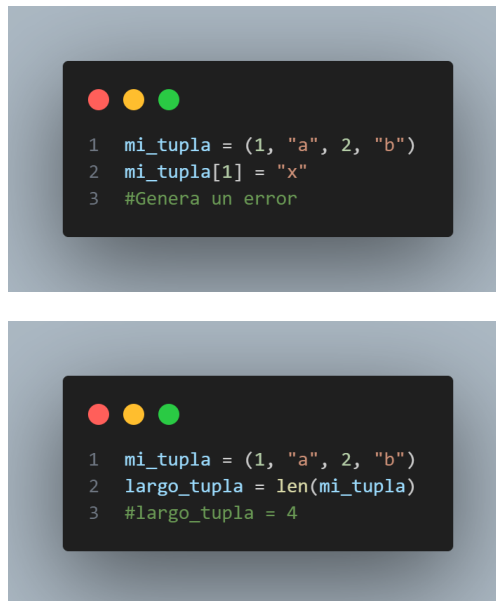 1 mi_tupla = (1, "a", 2, "b")
2 mi_tupla[1] = "x"
3 #Genera un error
1 mi_tupla = (1, "a", 2, "b")
2 largo_tupla = len(mi_tupla)
3 #largo_tupla = 4